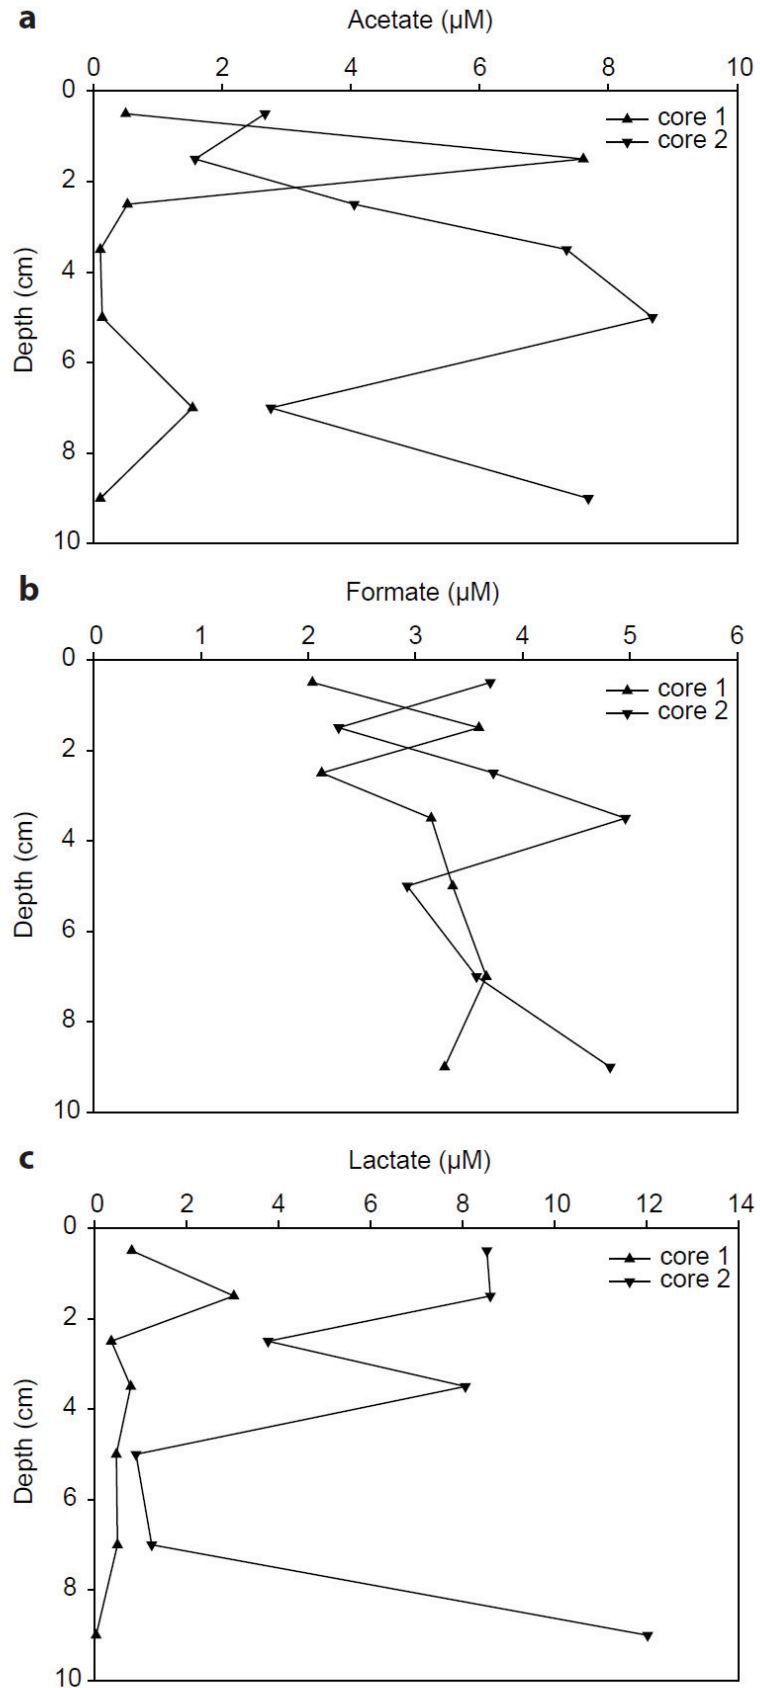 a
Acetate (µM)
0 2 4 6 8 10
0
2
4
6
8
10
Depth (cm)
core 1
core 2
b
Formate (µM)
0 1 2 3 4 5 6
0
2
4
6
8
10
Depth (cm)
core 1
core 2
c
Lactate (µM)
0 2 4 6 8 10 12 14
0
2
4
6
8
10
Depth (cm)
core 1
core 2